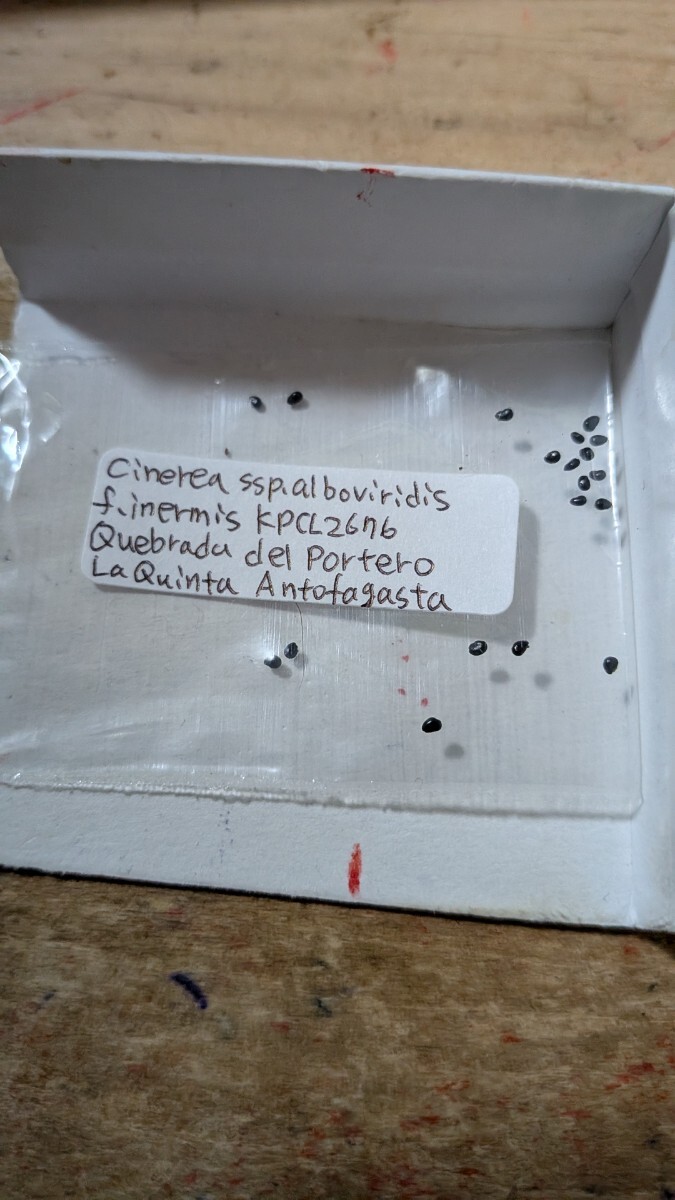 Cinerea ssp.alboviridis
f.inermis KPCL2676
Quebrada del Portero
La Quinta Antofagasta